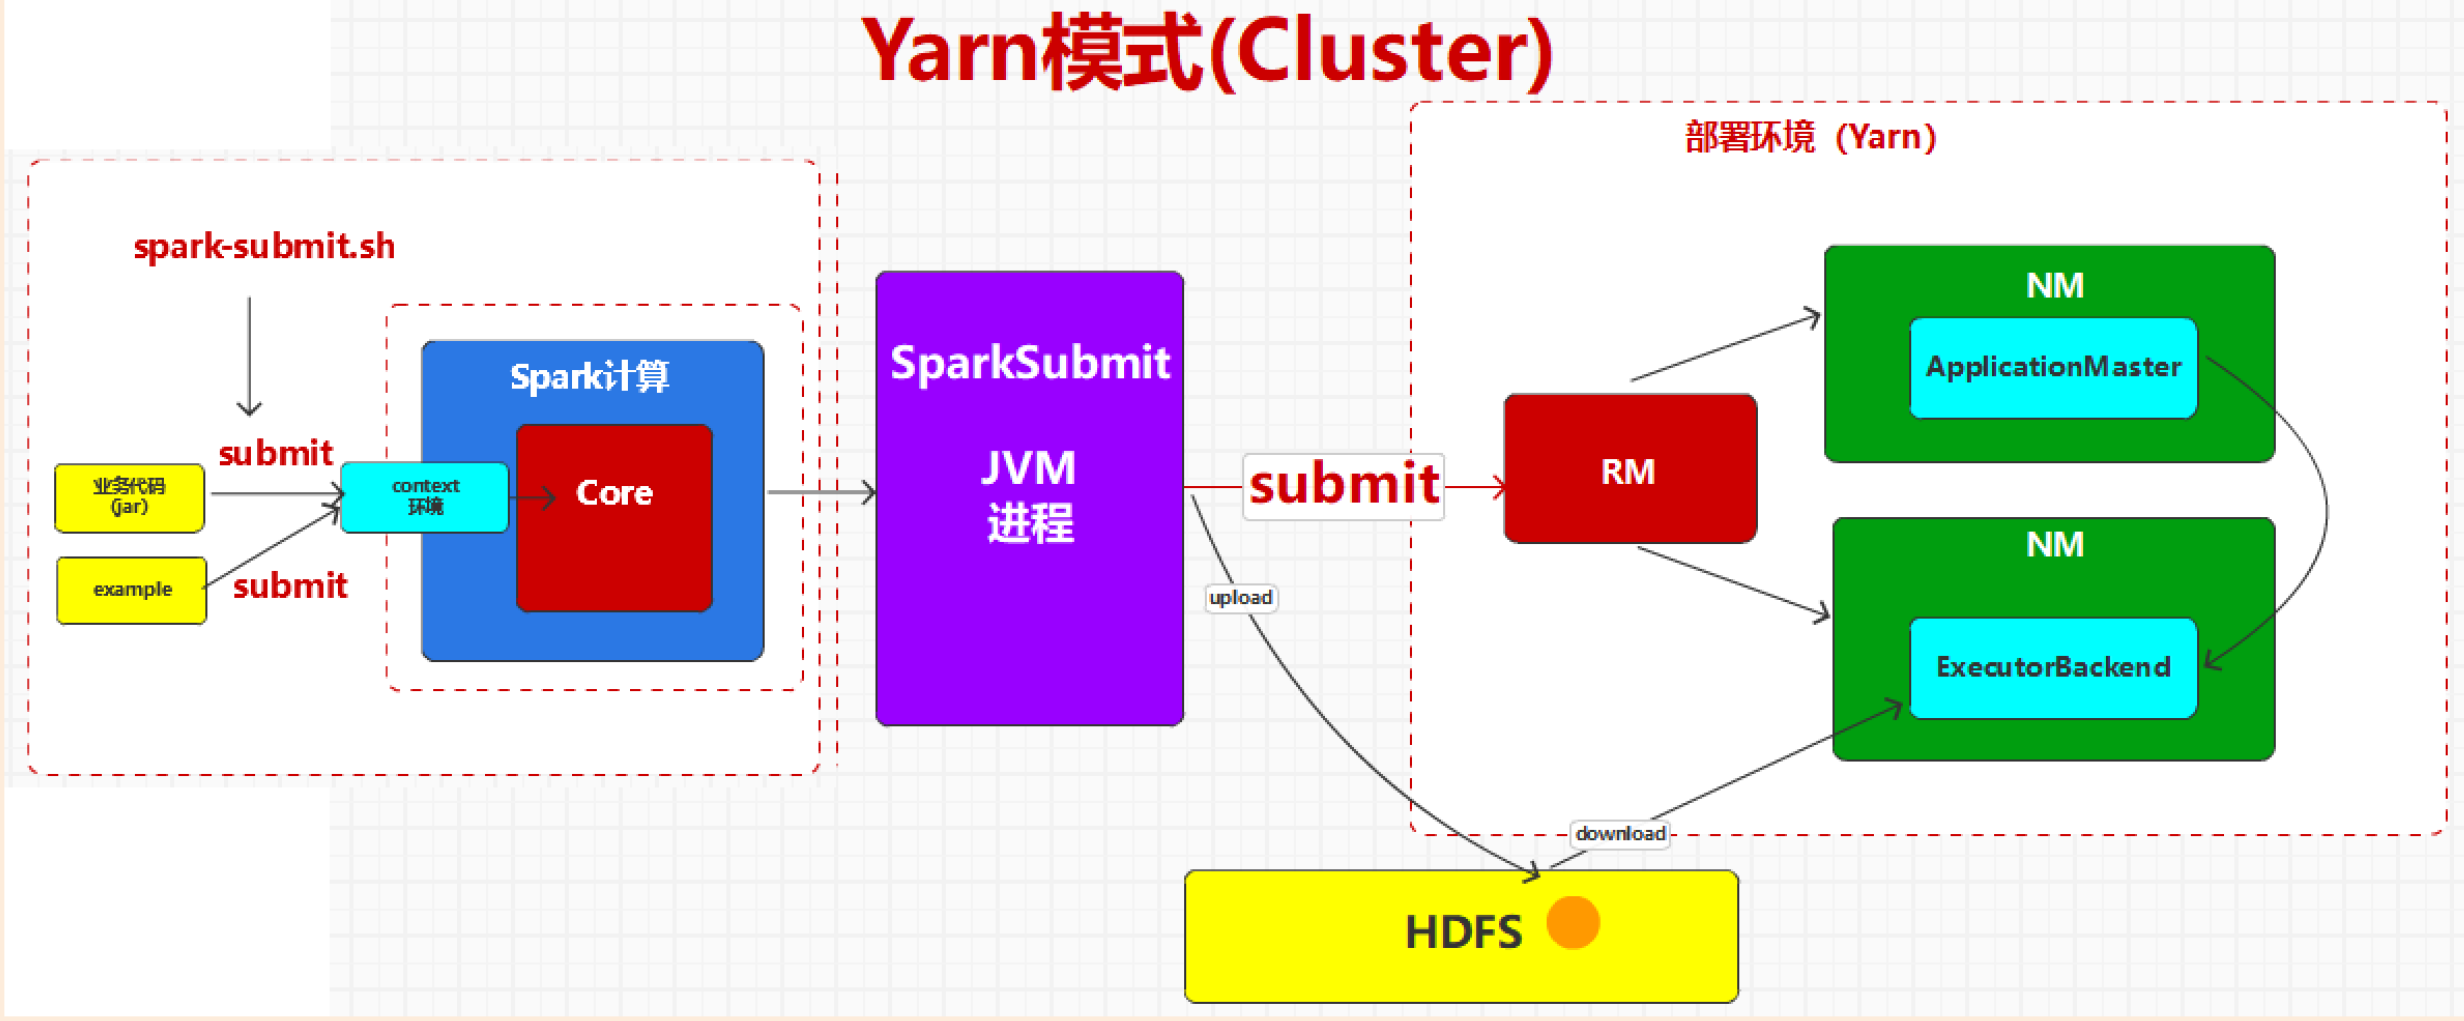 Yarn模式(Cluster)
spark-submit.sh
submit
业务代码
(jar)
example
submit
context
环境
Spark计算
Core
SparkSubmit
JVM
进程
submit
upload
download
HDFS
部署环境（Yarn）
RM
NM
ApplicationMaster
NM
ExecutorBackend